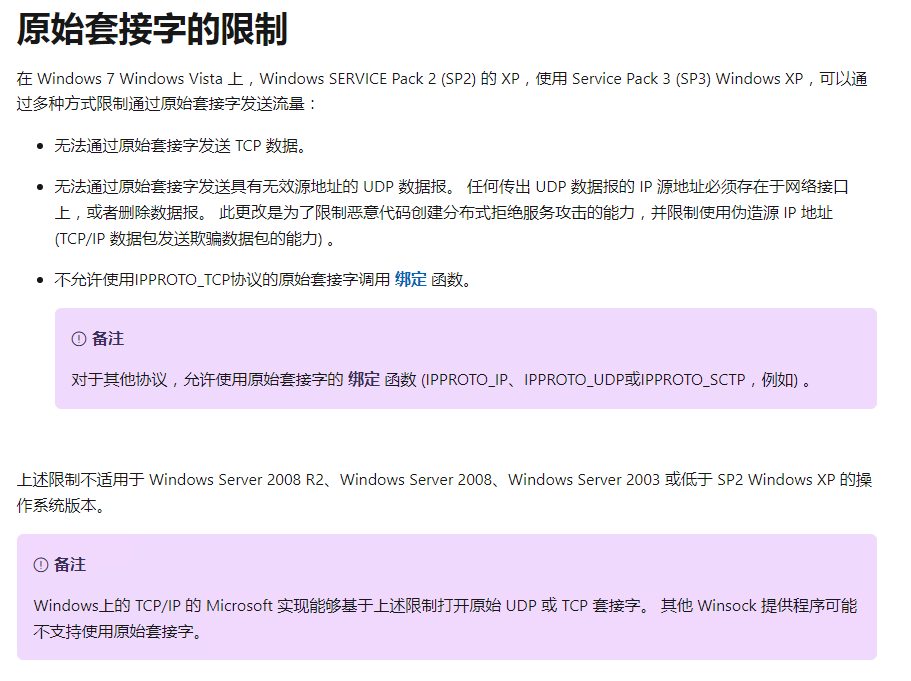 原始套接字的限制
在 Windows 7 Windows Vista 上，Windows SERVICE Pack 2 (SP2) 的 XP，使用 Service Pack 3 (SP3) Windows XP，可以通
过多种方式限制通过原始套接字发送流量：
• 无法通过原始套接字发送 TCP 数据。
• 无法通过原始套接字发送具有无效源地址的 UDP 数据报。 任何传出 UDP 数据报的 IP 源地址必须存在于网络接口
上，或者删除数据报。 此更改是为了限制恶意代码创建分布式拒绝服务攻击的能力，并限制使用伪造源 IP 地址
(TCP/IP 数据包发送欺骗数据包的能力) 。
• 不允许使用IPPROTO_TCP协议的原始套接字调用 绑定 函数。
备注
对于其他协议，允许使用原始套接字的 绑定 函数 (IPPROTO_IP、IPPROTO_UDP或IPPROTO_SCTP，例如) 。
上述限制不适用于 Windows Server 2008 R2、Windows Server 2008、Windows Server 2003 或低于 SP2 Windows XP 的操
作系统版本。
备注
Windows上的 TCP/IP 的 Microsoft 实现能够基于上述限制打开原始 UDP 或 TCP 套接字。 其他 Winsock 提供程序可能
不支持使用原始套接字。